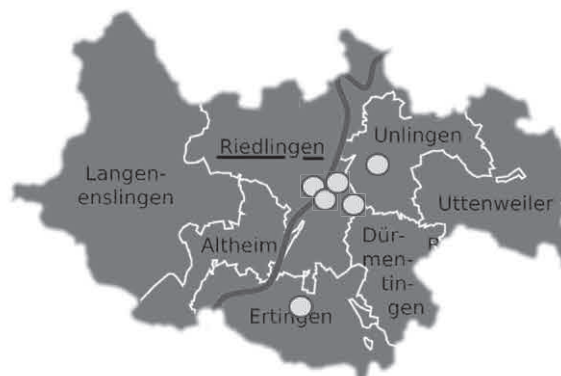 Riedlingen
Unlingen
Langen-
enslingen
Uttenweiler
Altheim
Dür-
men-
tin-
gen
Ertingen